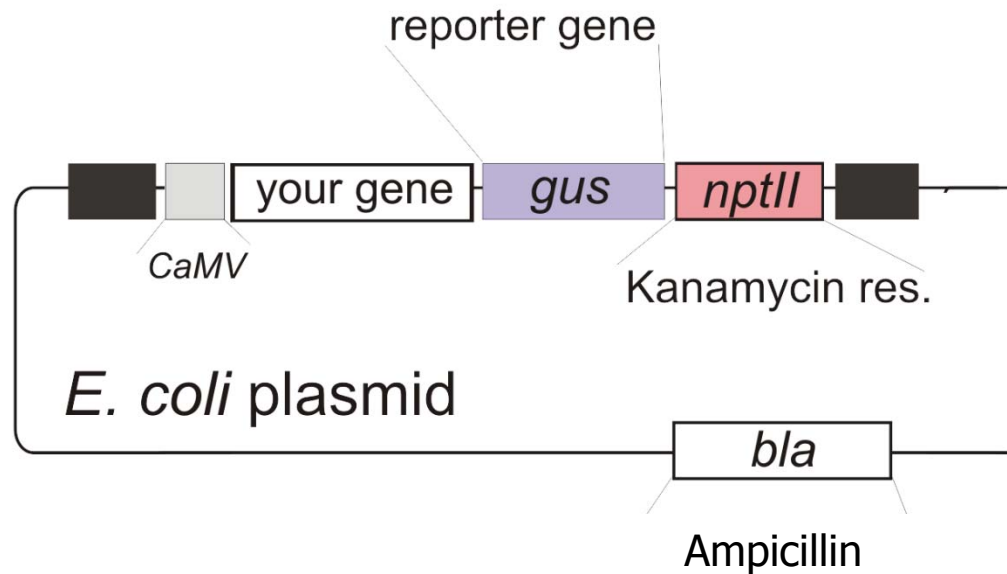 reporter gene
your gene
gus
nptII
CaMV
Kanamycin res.
E. coli plasmid
bla
Ampicillin